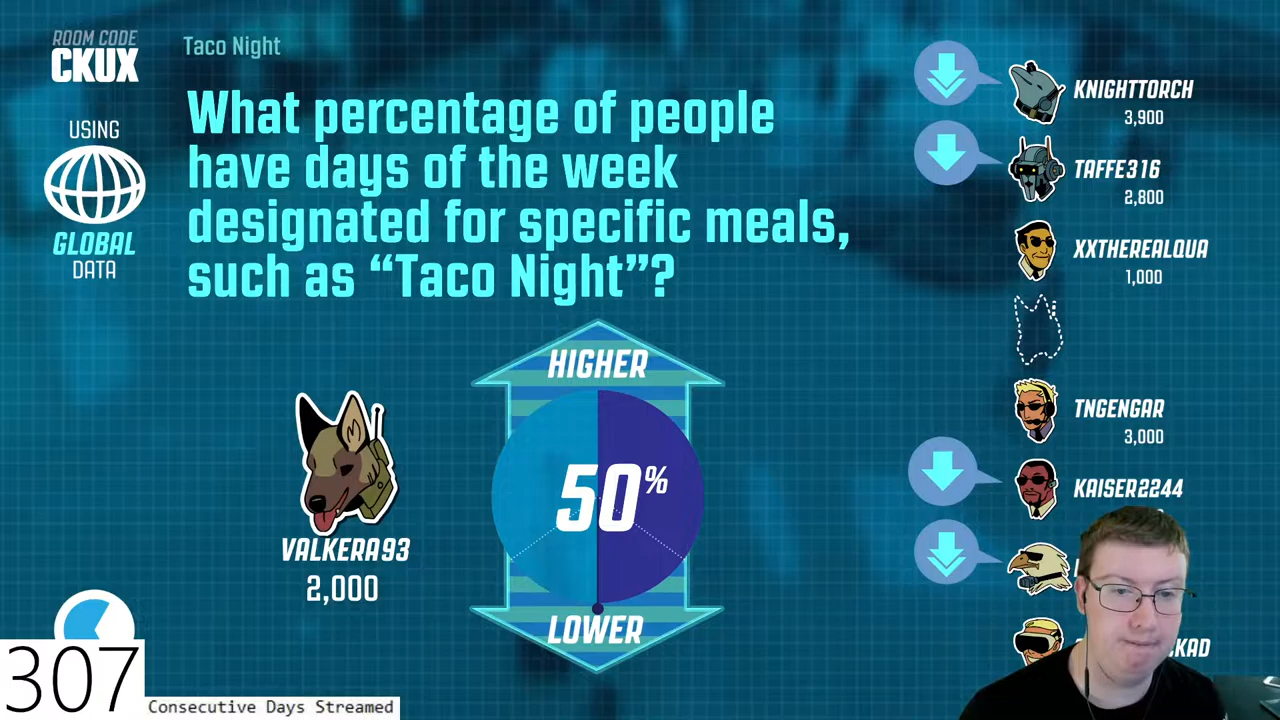 ROOM CODE
CKUX
USING
GLOBAL
DATA
Taco Night
What percentage of people
have days of the week
designated for specific meals,
such as “Taco Night”?
HIGHER
50%
LOWER
VALKERA93
2,000
KNIGHTTORCH
3,900
TAFFE316
2,800
XXTHEREALQUA
1,000
TNGENGAR
3,000
KAISER2244
307
Consecutive Days Streamed